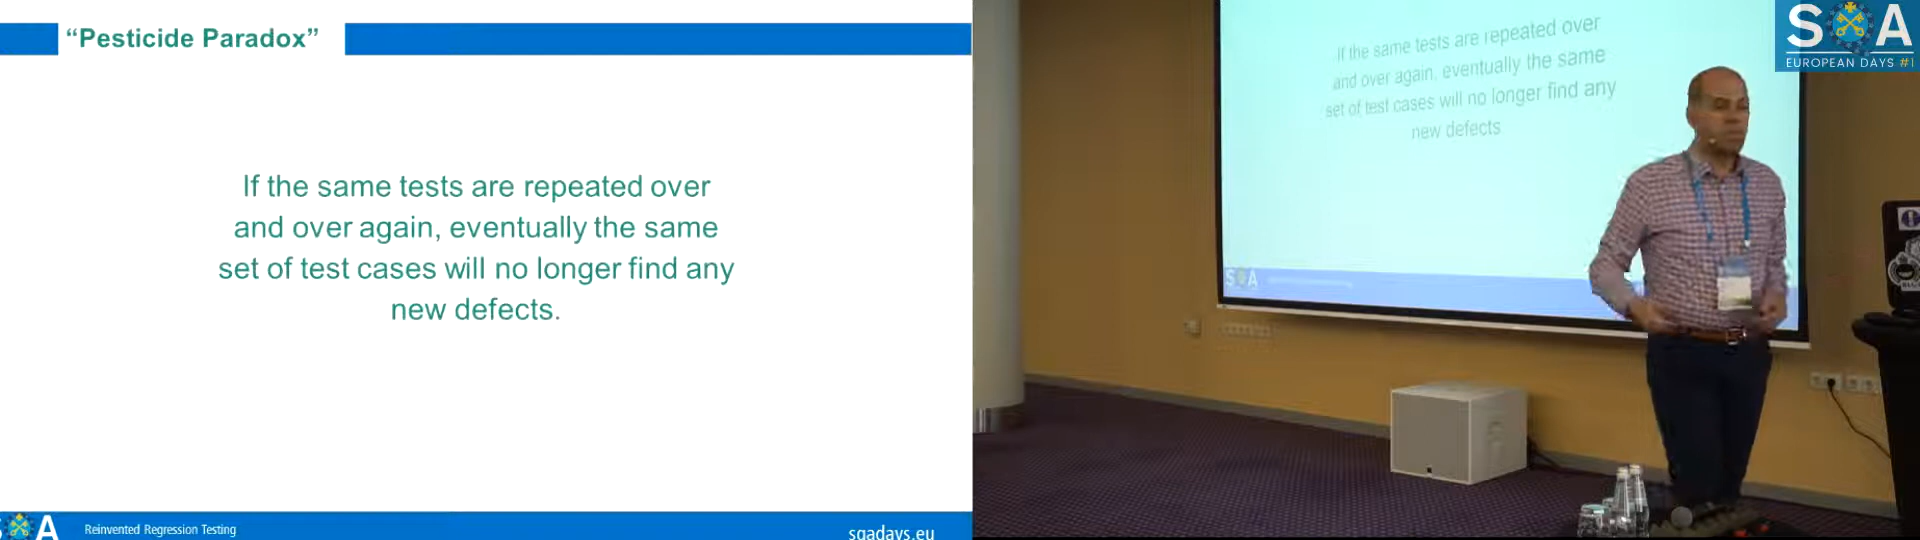 “Pesticide Paradox”
If the same tests are repeated over
and over again, eventually the same
set of test cases will no longer find any
new defects.
Reinvented Regression Testing
sqadays.eu
If the same tests are repeated over
and over again, eventually the same
set of test cases will no longer find any
new defects
SQA
SQA
EUROPEAN DAYS #1